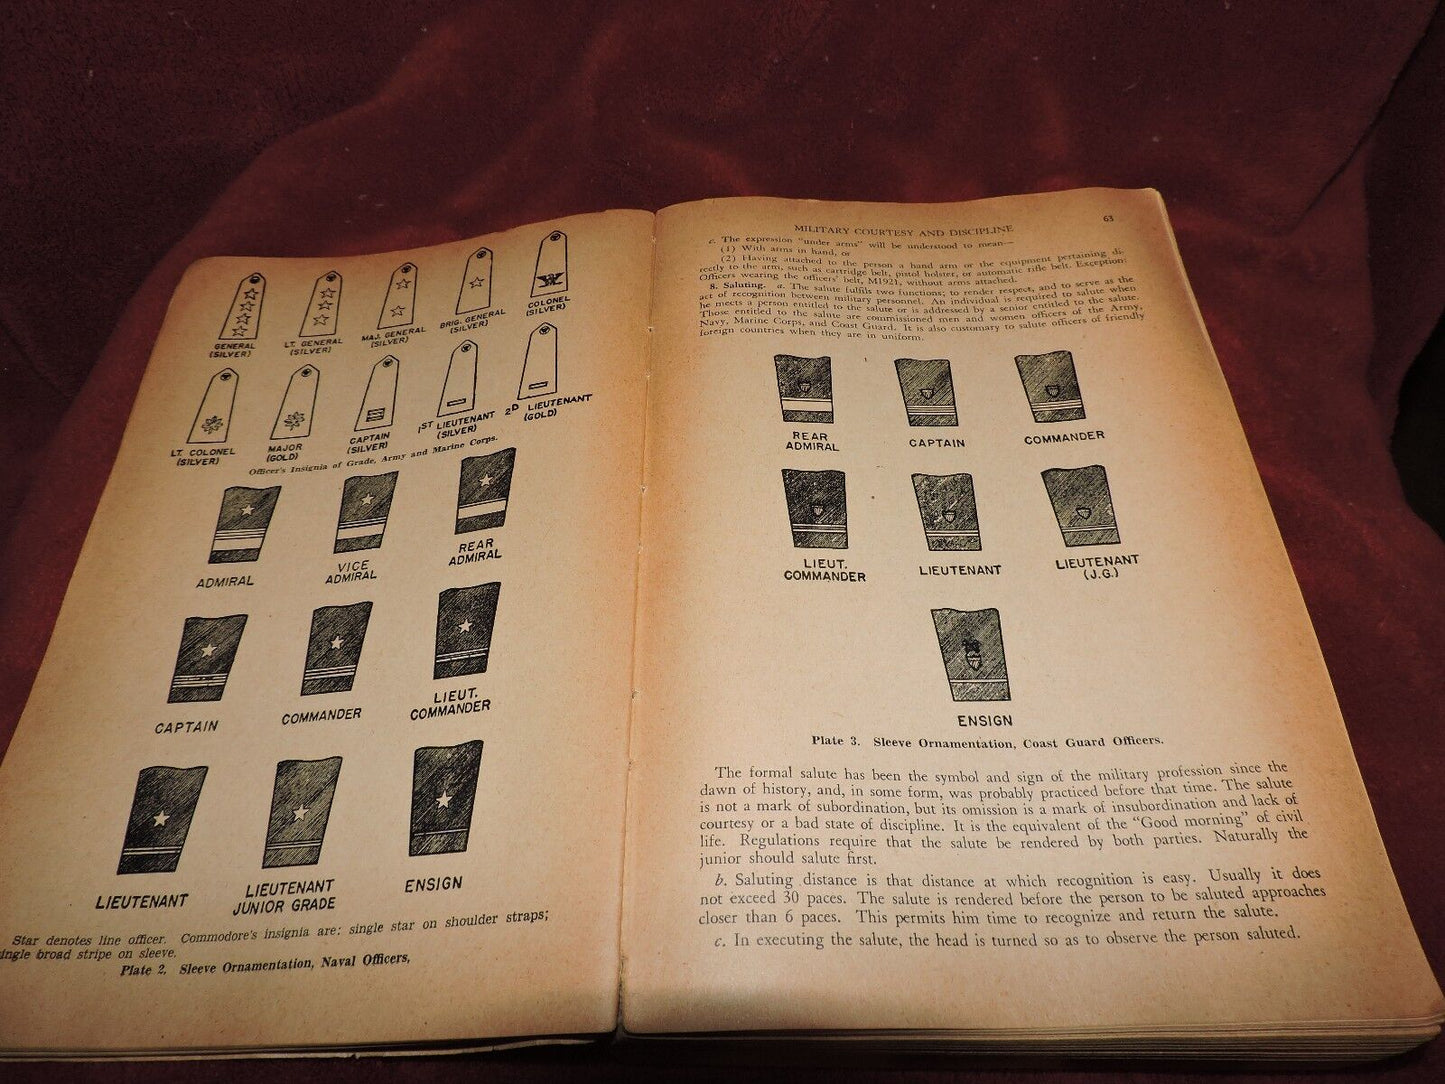 GENERAL
(SILVER)
LT. GENERAL
(SILVER)
MAJ. GENERAL
(SILVER)
BRIG. GENERAL
(SILVER)
COLONEL
(SILVER)
LT. COLONEL
(SILVER)
MAJOR
(GOLD)
CAPTAIN
(SILVER)
1ST LIEUTENANT
(SILVER)
2D LIEUTENANT
(GOLD)
Officer's Insignia of Grade, Army and Marine Corps.
ADMIRAL
VICE
ADMIRAL
REAR
ADMIRAL
CAPTAIN
COMMANDER
LIEUT.
COMMANDER
LIEUTENANT
LIEUTENANT
JUNIOR GRADE
ENSIGN
Star denotes line officer. Commodore's insignia are: single star on shoulder straps;
ingle broad stripe on sleeve.
Plate 2. Sleeve Ornamentation, Naval Officers,
MILITARY COURTESY AND DISCIPLINE 63
c. The expression "under arms" will be understood to mean—
(1) With arms in hand, or
(2) Having attached to the person a hand arm or the equipment pertaining di-
rectly to the arm, such as cartridge belt, pistol holster, or automatic rifle belt. Exception:
Officers wearing the officers' belt, M1921, without arms attached.
8. Saluting. a. The salute fulfils two functions; to render respect, and to serve as the
act of recognition between military personnel. An individual is required to salute when
he meets a person entitled to the salute or is addressed by a senior entitled to the salute.
Those entitled to the salute are commissioned men and women officers of the Army,
Navy, Marine Corps, and Coast Guard. It is also customary to salute officers of friendly
foreign countries when they are in uniform.
REAR
ADMIRAL
CAPTAIN
COMMANDER
LIEUT.
COMMANDER
LIEUTENANT
LIEUTENANT
(J.G.)
ENSIGN
Plate 3. Sleeve Ornamentation, Coast Guard Officers.
The formal salute has been the symbol and sign of the military profession since the
dawn of history, and, in some form, was probably practiced before that time. The salute
is not a mark of subordination, but its omission is a mark of insubordination and lack of
courtesy or a bad state of discipline. It is the equivalent of the "Good morning" of civil
life. Regulations require that the salute be rendered by both parties. Naturally the
junior should salute first.
b. Saluting distance is that distance at which recognition is easy. Usually it does
not exceed 30 paces. The salute is rendered before the person to be saluted approaches
closer than 6 paces. This permits him time to recognize and return the salute.
c. In executing the salute, the head is turned so as to observe the person saluted.